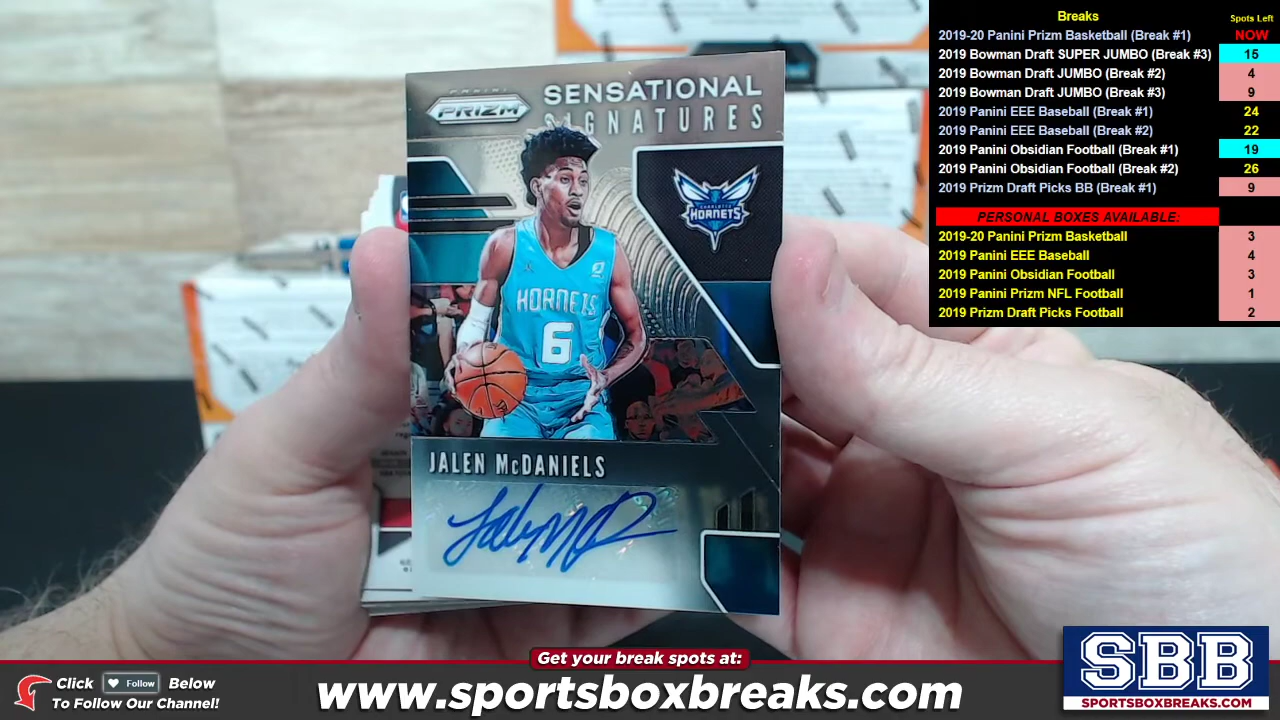 PANINI
PRIZM
SENSATIONAL
SIGNATURES
CHARLOTTE
HORNETS
HORNETS
6
JALEN McDANIELS
Breaks Spots Left
2019-20 Panini Prizm Basketball (Break #1) NOW
2019 Bowman Draft SUPER JUMBO (Break #3) 15
2019 Bowman Draft JUMBO (Break #2) 4
2019 Bowman Draft JUMBO (Break #3) 9
2019 Panini EEE Baseball (Break #1) 24
2019 Panini EEE Baseball (Break #2) 22
2019 Panini Obsidian Football (Break #1) 19
2019 Panini Obsidian Football (Break #2) 26
2019 Prizm Draft Picks BB (Break #1) 9
PERSONAL BOXES AVAILABLE:
2019-20 Panini Prizm Basketball 3
2019 Panini EEE Baseball 4
2019 Panini Obsidian Football 3
2019 Panini Prizm NFL Football 1
2019 Prizm Draft Picks Football 2
Get your break spots at:
Click Follow Below
To Follow Our Channel!
www.sportsboxbreaks.com
SBB
SPORTSBOXBREAKS.COM